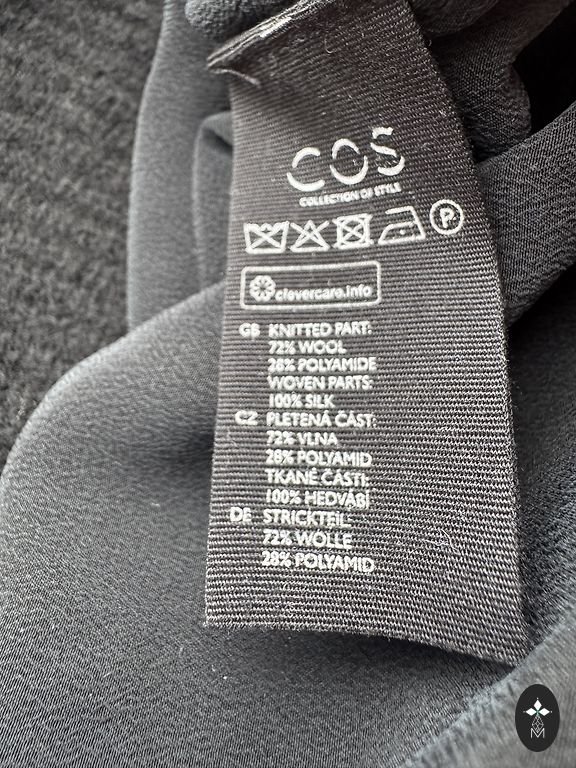 COS
COLLECTION OF STYLE
P
clevercare.info
GB KNITTED PART:
72% WOOL
28% POLYAMIDE
WOVEN PARTS:
100% SILK
CZ PLETENÁ ČÁST:
72% VLNA
28% POLYAMID
TKANÉ ČÁSTI:
100% HEDVÁBÍ
DE STRICKTEIL:
72% WOLLE
28% POLYAMID
M